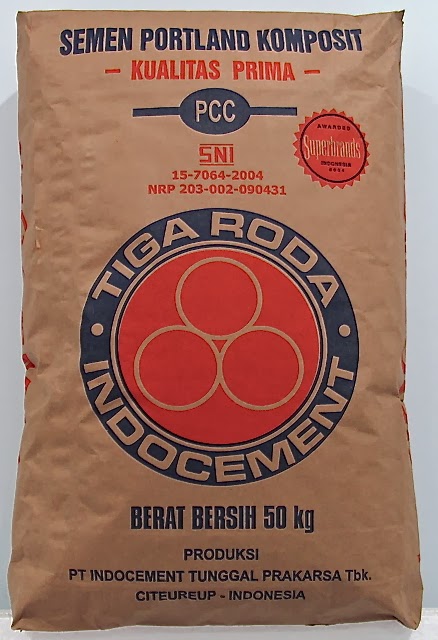 SEMEN PORTLAND KOMPOSIT
- KUALITAS PRIMA -
PCC
SNI
15-7064-2004
NRP 203-002-090431
AWARDED
Superbrands
INDONESIA
TIGA RODA
INDOCEMENT
BERAT BERSIH 50 kg
PRODUKSI
PT INDOCEMENT TUNGGAL PRAKARSA Tbk.
CITEUREUP - INDONESIA